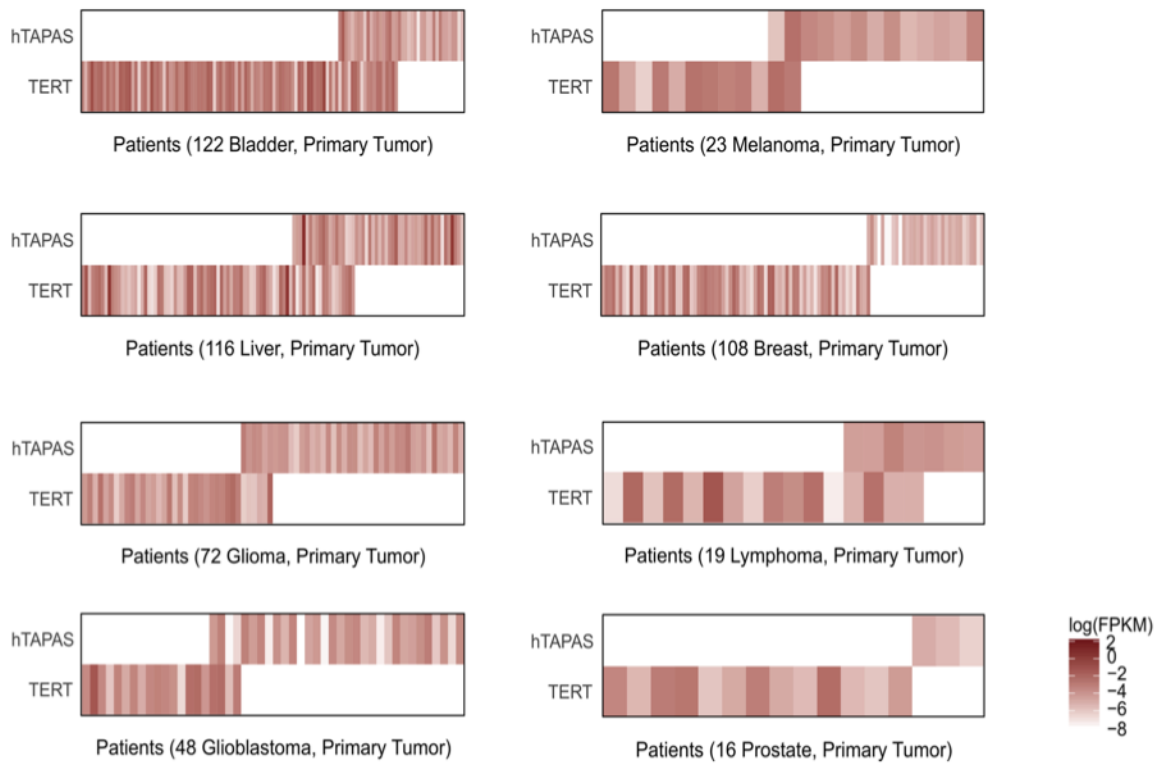 hTAPAS
TERT
Patients (122 Bladder, Primary Tumor)
hTAPAS
TERT
Patients (23 Melanoma, Primary Tumor)
hTAPAS
TERT
Patients (116 Liver, Primary Tumor)
hTAPAS
TERT
Patients (108 Breast, Primary Tumor)
hTAPAS
TERT
Patients (72 Glioma, Primary Tumor)
hTAPAS
TERT
Patients (19 Lymphoma, Primary Tumor)
hTAPAS
TERT
Patients (48 Glioblastoma, Primary Tumor)
hTAPAS
TERT
Patients (16 Prostate, Primary Tumor)
log(FPKM)
2
0
−2
−4
−6
−8